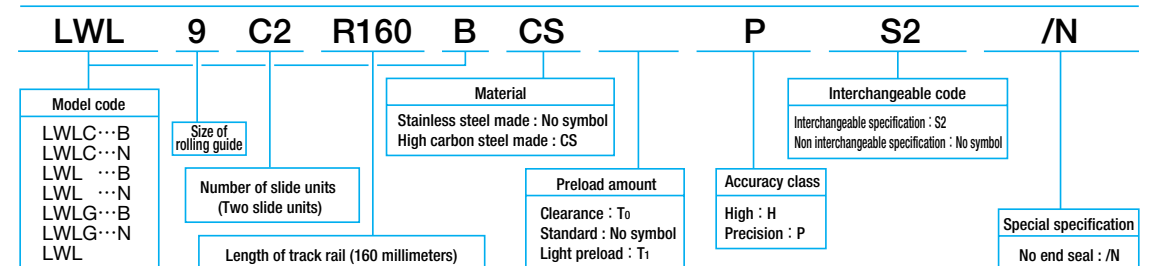 LWL 9 C2 R160 B CS P S2 /N
Model code
LWLC…B
LWLC…N
LWL …B
LWL …N
LWLG…B
LWLG…N
LWL
Size of
rolling guide
Number of slide units
(Two slide units)
Length of track rail (160 millimeters)
Material
Stainless steel made : No symbol
High carbon steel made : CS
Preload amount
Clearance : T₀
Standard : No symbol
Light preload : T₁
Accuracy class
High : H
Precision : P
Interchangeable code
Interchangeable specification : S2
Non interchangeable specification : No symbol
Special specification
No end seal : /N